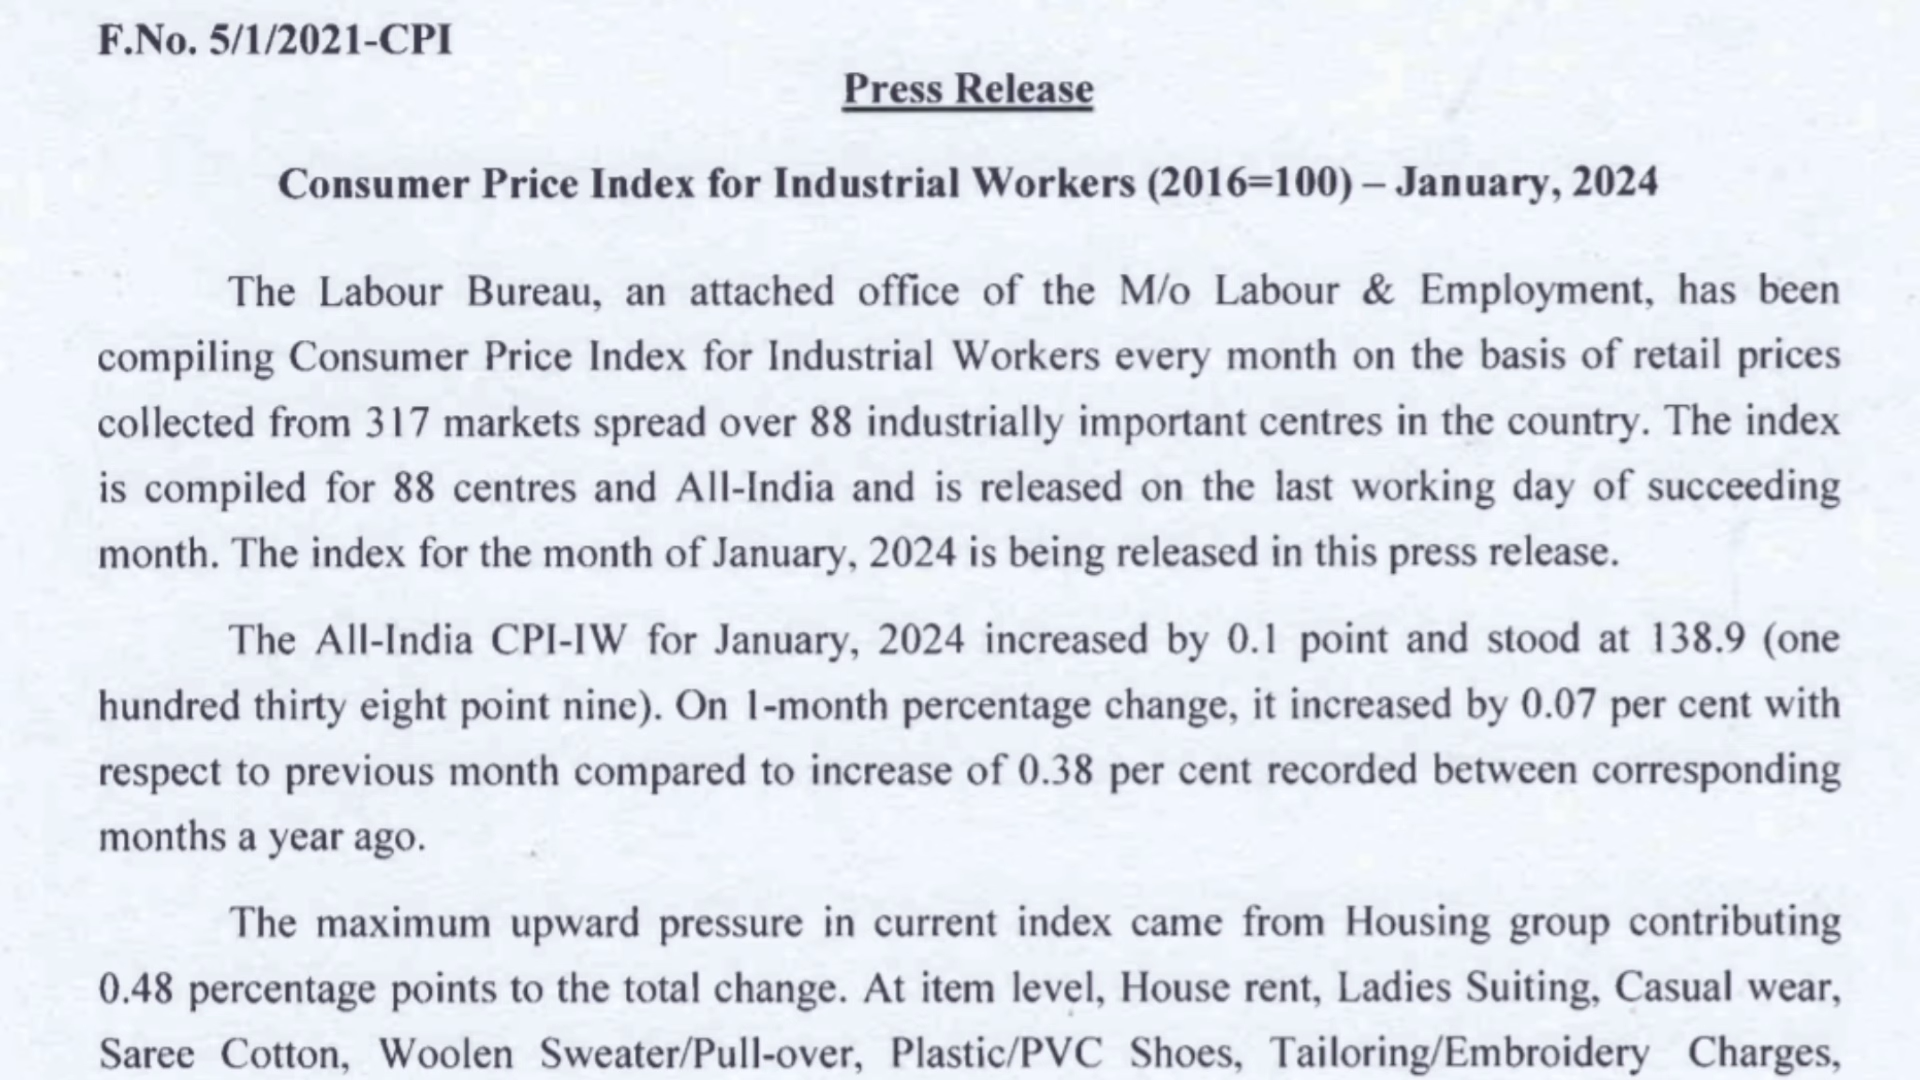 F.No. 5/1/2021-CPI
Press Release
Consumer Price Index for Industrial Workers (2016=100) – January, 2024
The Labour Bureau, an attached office of the M/o Labour & Employment, has been
compiling Consumer Price Index for Industrial Workers every month on the basis of retail prices
collected from 317 markets spread over 88 industrially important centres in the country. The index
is compiled for 88 centres and All-India and is released on the last working day of succeeding
month. The index for the month of January, 2024 is being released in this press release.
The All-India CPI-IW for January, 2024 increased by 0.1 point and stood at 138.9 (one
hundred thirty eight point nine). On 1-month percentage change, it increased by 0.07 per cent with
respect to previous month compared to increase of 0.38 per cent recorded between corresponding
months a year ago.
The maximum upward pressure in current index came from Housing group contributing
0.48 percentage points to the total change. At item level, House rent, Ladies Suiting, Casual wear,
Saree Cotton, Woolen Sweater/Pull-over, Plastic/PVC Shoes, Tailoring/Embroidery Charges,